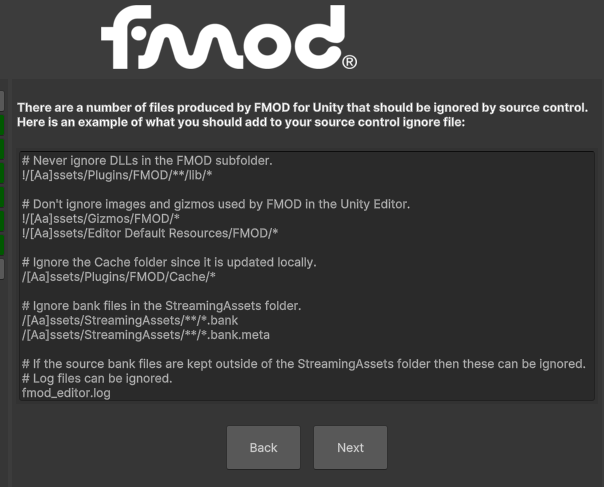 fmod®
There are a number of files produced by FMOD for Unity that should be ignored by source control.
Here is an example of what you should add to your source control ignore file:
# Never ignore DLLs in the FMOD subfolder.
!/[Aa]ssets/Plugins/FMOD/**/lib/*
# Don't ignore images and gizmos used by FMOD in the Unity Editor.
!/[Aa]ssets/Gizmos/FMOD/*
!/[Aa]ssets/Editor Default Resources/FMOD/*
# Ignore the Cache folder since it is updated locally.
/[Aa]ssets/Plugins/FMOD/Cache/*
# Ignore bank files in the StreamingAssets folder.
/[Aa]ssets/StreamingAssets/**/*.bank
/[Aa]ssets/StreamingAssets/**/*.bank.meta
# If the source bank files are kept outside of the StreamingAssets folder then these can be ignored.
# Log files can be ignored.
fmod_editor.log
Back Next